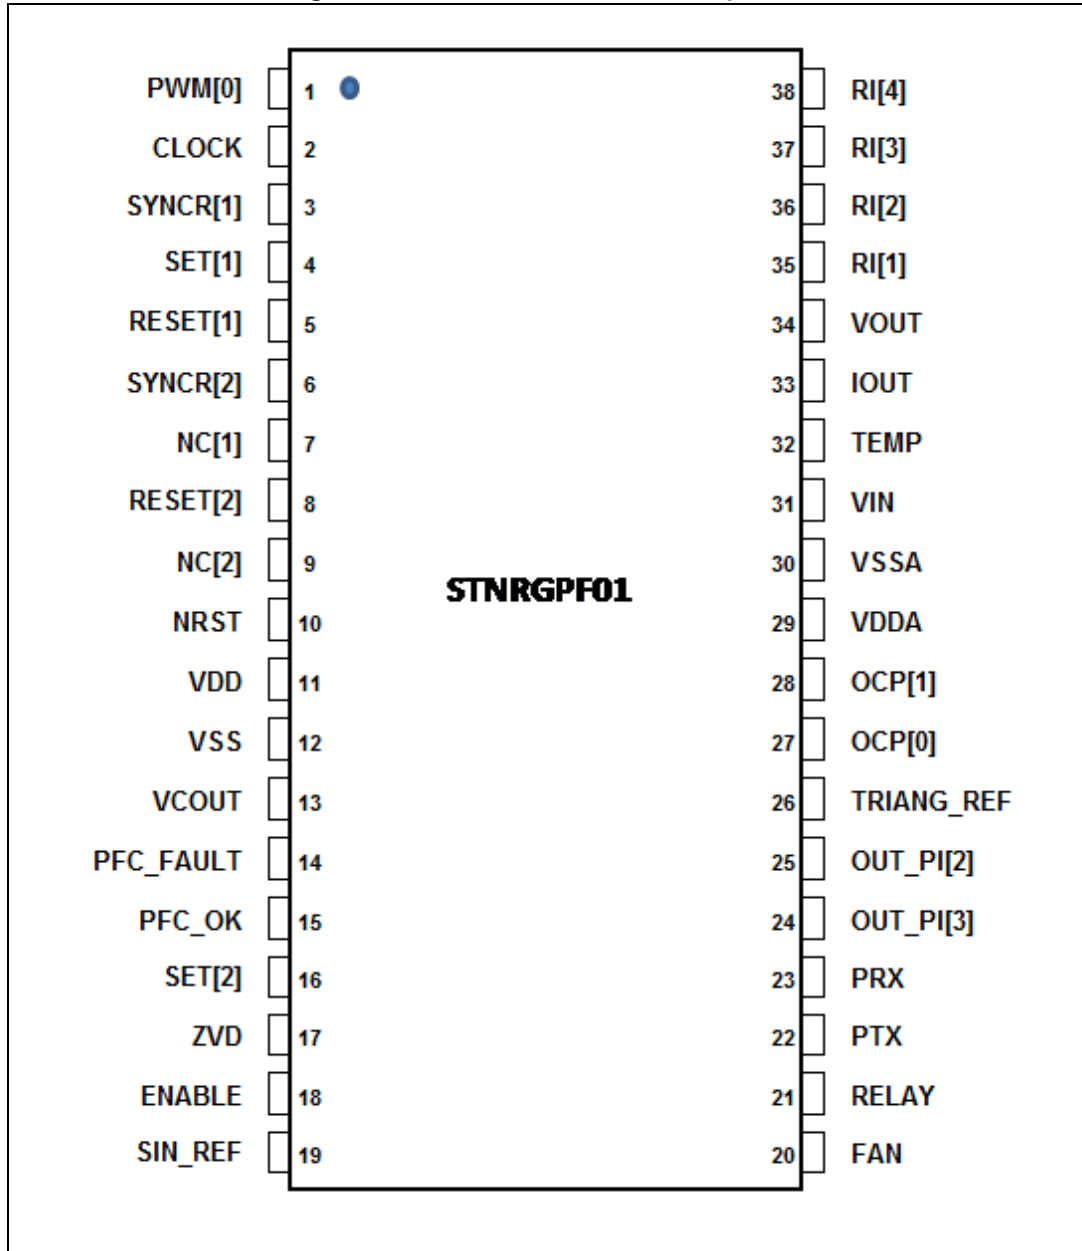 PWM[0] 1 38 RI[4]
CLOCK 2 37 RI[3]
SYNCR[1] 3 36 RI[2]
SET[1] 4 35 RI[1]
RESET[1] 5 34 VOUT
SYNCR[2] 6 33 IOUT
NC[1] 7 32 TEMP
RESET[2] 8 31 VIN
NC[2] 9 30 VSSA
STNRGPF01
NRST 10 29 VDDA
VDD 11 28 OCP[1]
VSS 12 27 OCP[0]
VCOUT 13 26 TRIANG_REF
PFC_FAULT 14 25 OUT_PI[2]
PFC_OK 15 24 OUT_PI[3]
SET[2] 16 23 PRX
ZVD 17 22 PTX
ENABLE 18 21 RELAY
SIN_REF 19 20 FAN